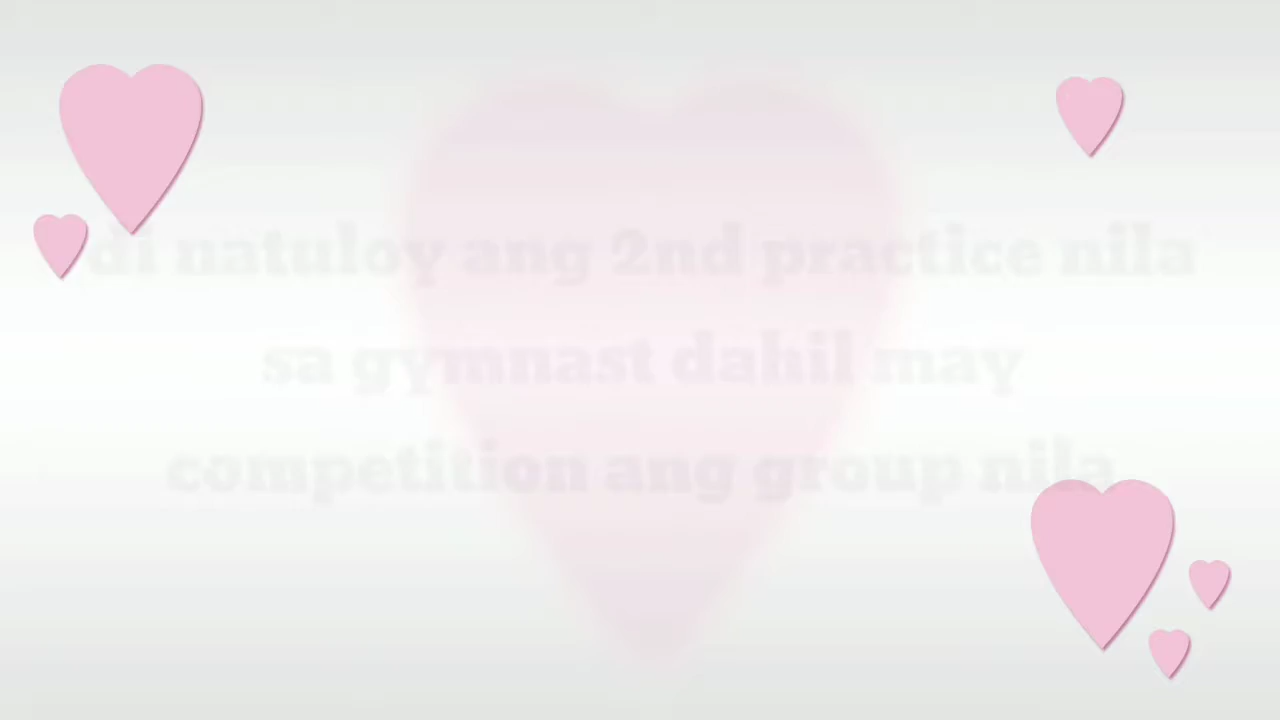 di natuloy ang 2nd practice nila
sa gymnast dahil may
competition ang group nila